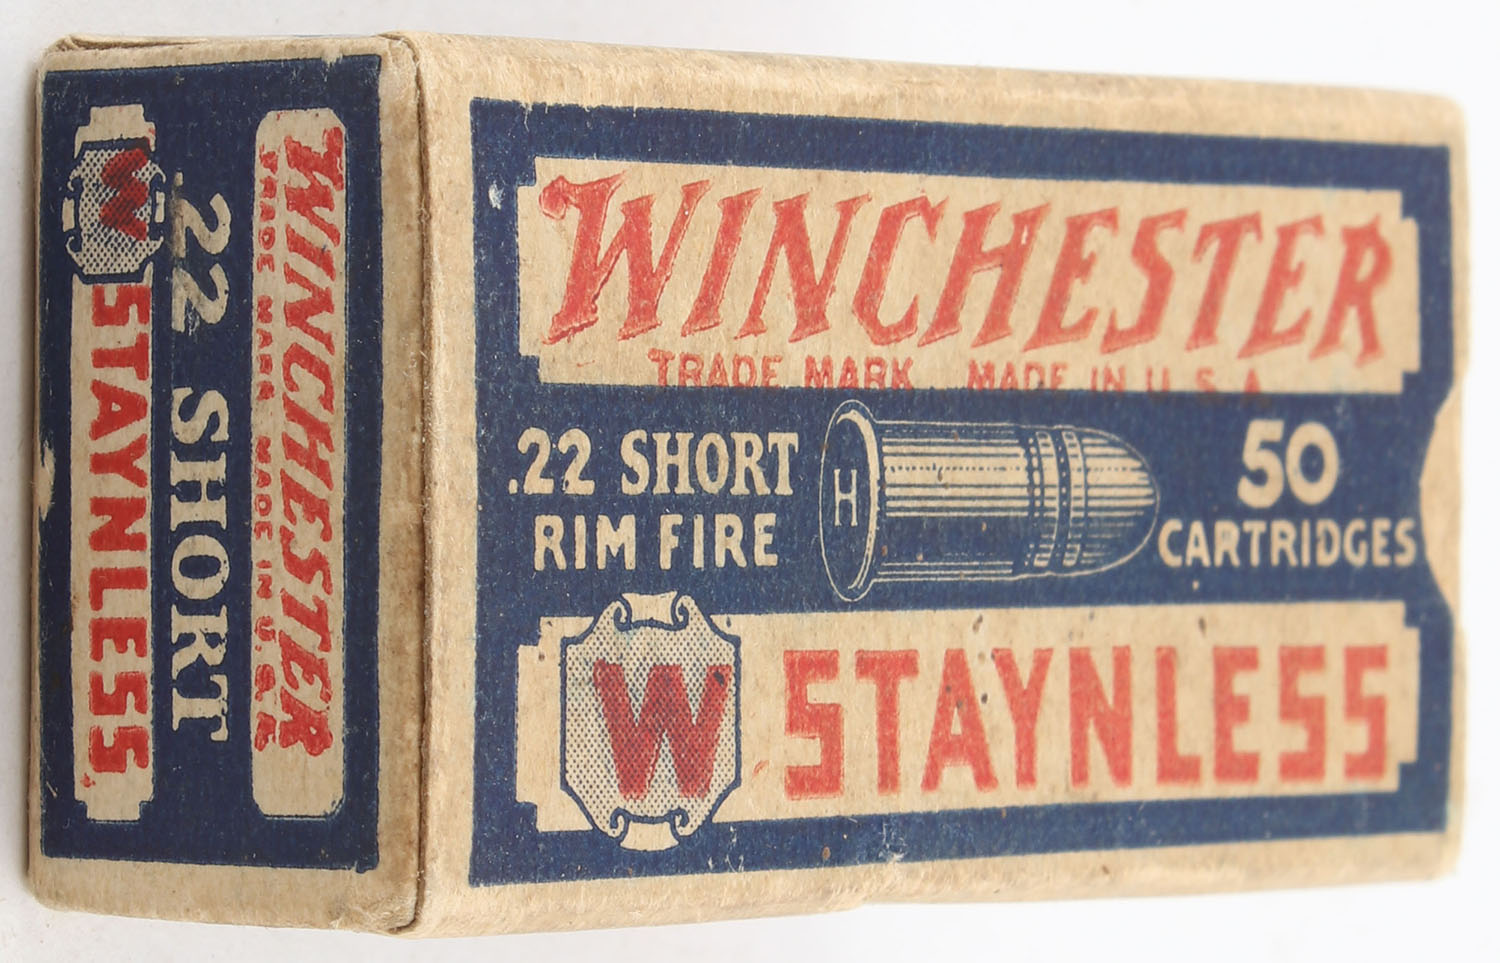 WINCHESTER
TRADE MARK MADE IN U.S.A.
.22 SHORT
RIM FIRE
H
50
CARTRIDGES
W STAYNLESS
WINCHESTER
TRADE MARK MADE IN U.S.A.
22 SHORT
W STAYNLESS